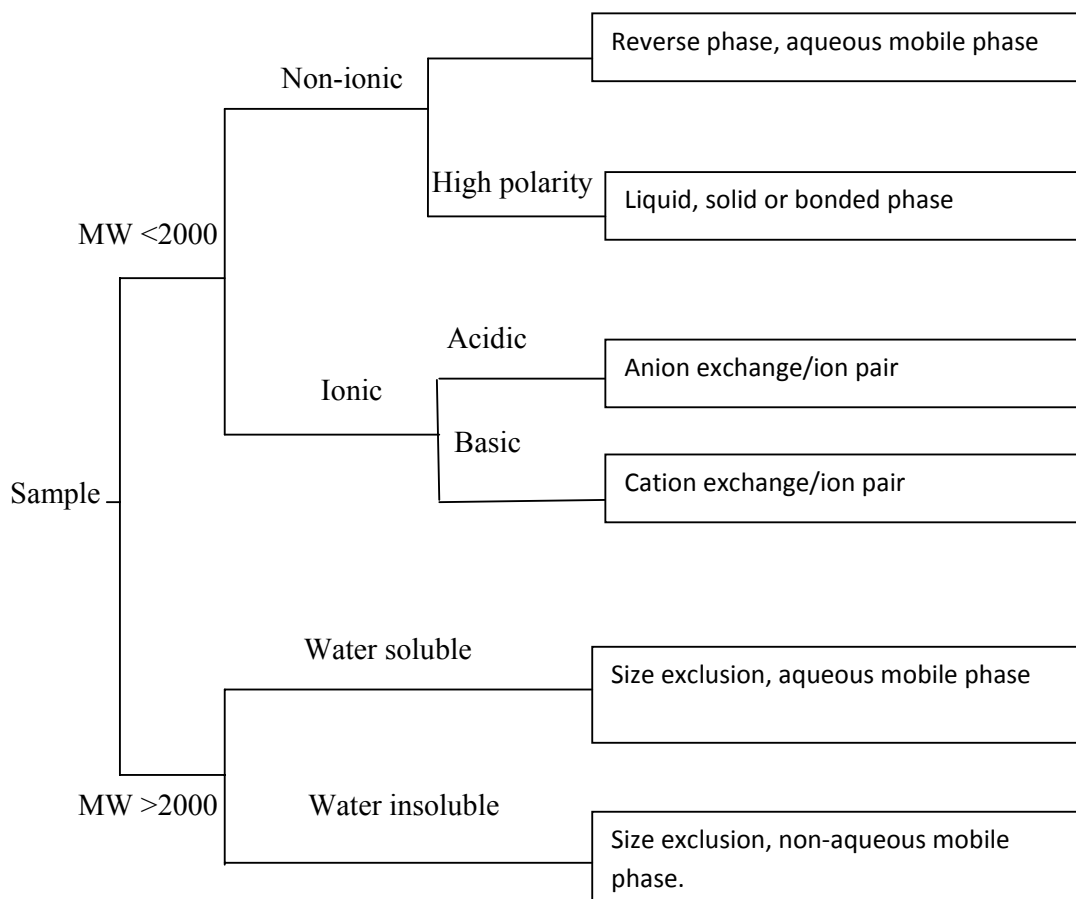 Reverse phase, aqueous mobile phase
Non-ionic
High polarity
Liquid, solid or bonded phase
MW <2000
Acidic
Anion exchange/ion pair
Ionic
Basic
Cation exchange/ion pair
Sample
Water soluble
Size exclusion, aqueous mobile phase
MW >2000
Water insoluble
Size exclusion, non-aqueous mobile
phase.